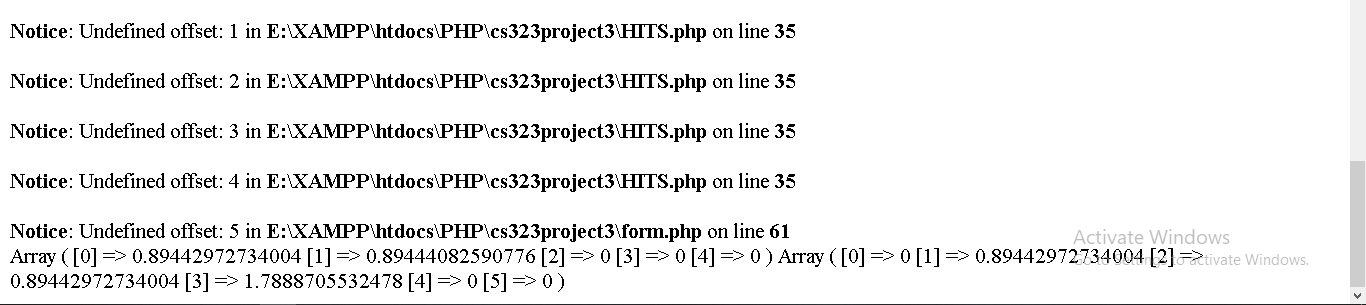 Notice: Undefined offset: 1 in E:\XAMPP\htdocs\PHP\cs323project3\HITS.php on line 35
Notice: Undefined offset: 2 in E:\XAMPP\htdocs\PHP\cs323project3\HITS.php on line 35
Notice: Undefined offset: 3 in E:\XAMPP\htdocs\PHP\cs323project3\HITS.php on line 35
Notice: Undefined offset: 4 in E:\XAMPP\htdocs\PHP\cs323project3\HITS.php on line 35
Notice: Undefined offset: 5 in E:\XAMPP\htdocs\PHP\cs323project3\form.php on line 61
Array ( [0] => 0.89442972734004 [1] => 0.89444082590776 [2] => 0 [3] => 0 [4] => 0 ) Array ( [0] => 0 [1] => 0.89442972734004 [2] =>
0.89442972734004 [3] => 1.7888705532478 [4] => 0 [5] => 0 )
Activate Windows
to activate Windows.